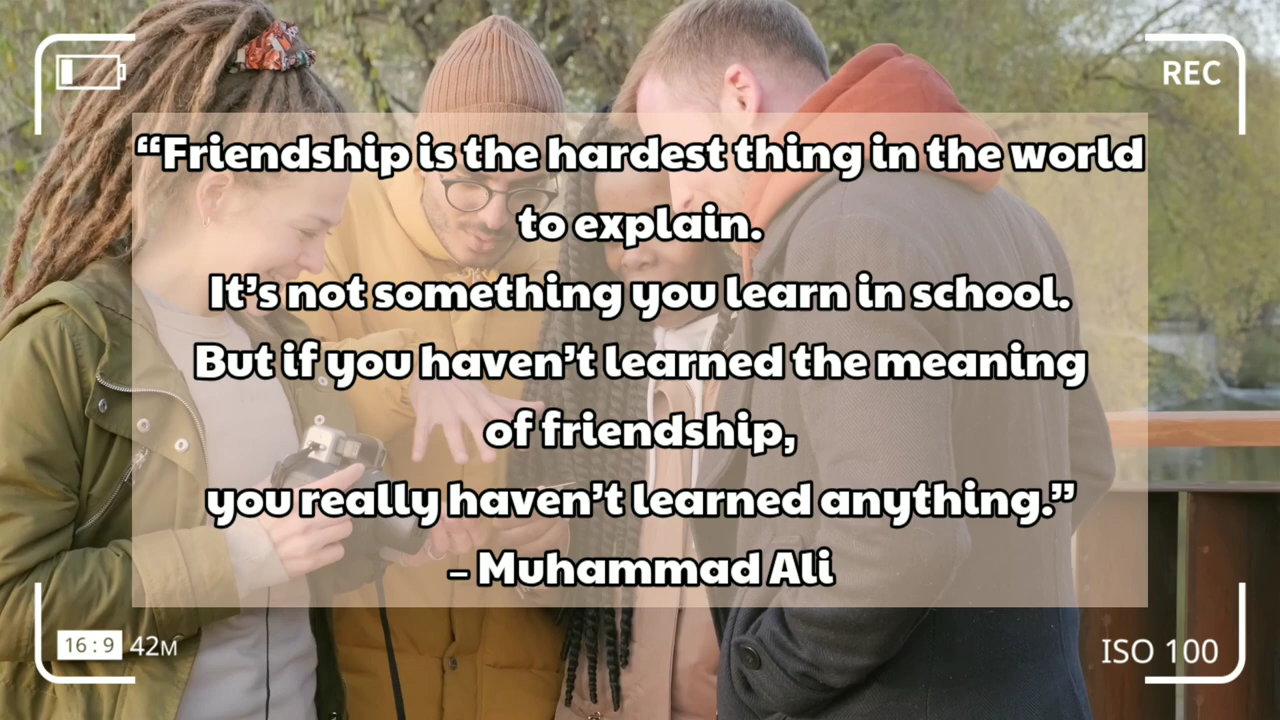 REC
“Friendship is the hardest thing in the world
to explain.
It’s not something you learn in school.
But if you haven’t learned the meaning
of friendship,
you really haven’t learned anything.”
– Muhammad Ali
16:9 42M
ISO 100